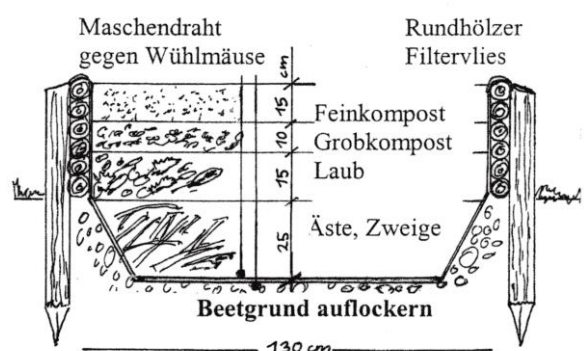 Maschendraht
gegen Wühlmäuse
Rundhölzer
Filtervlies
cm
15
Feinkompost
10
Grobkompost
15
Laub
25
Äste, Zweige
Beetgrund auflockern
130 cm